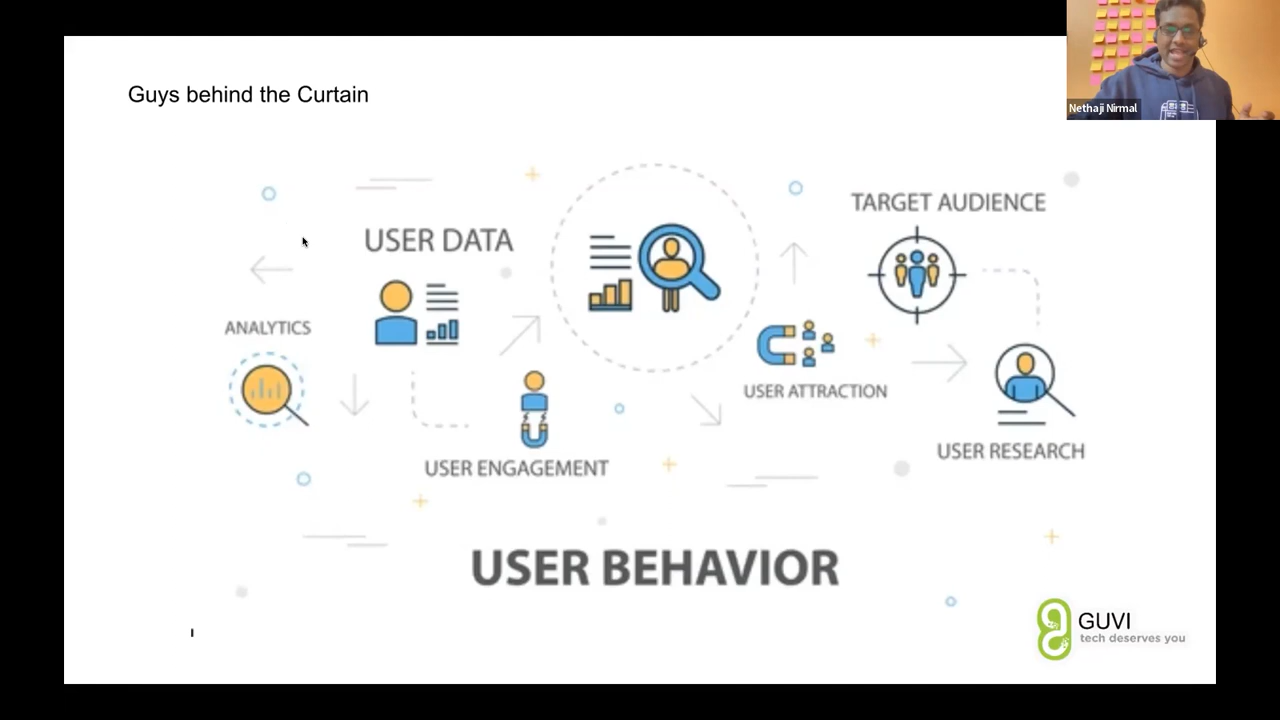 Guys behind the Curtain
Nethaji Nirmal
TARGET AUDIENCE
USER DATA
ANALYTICS
USER ATTRACTION
USER RESEARCH
USER ENGAGEMENT
USER BEHAVIOR
GUVI
tech deserves you